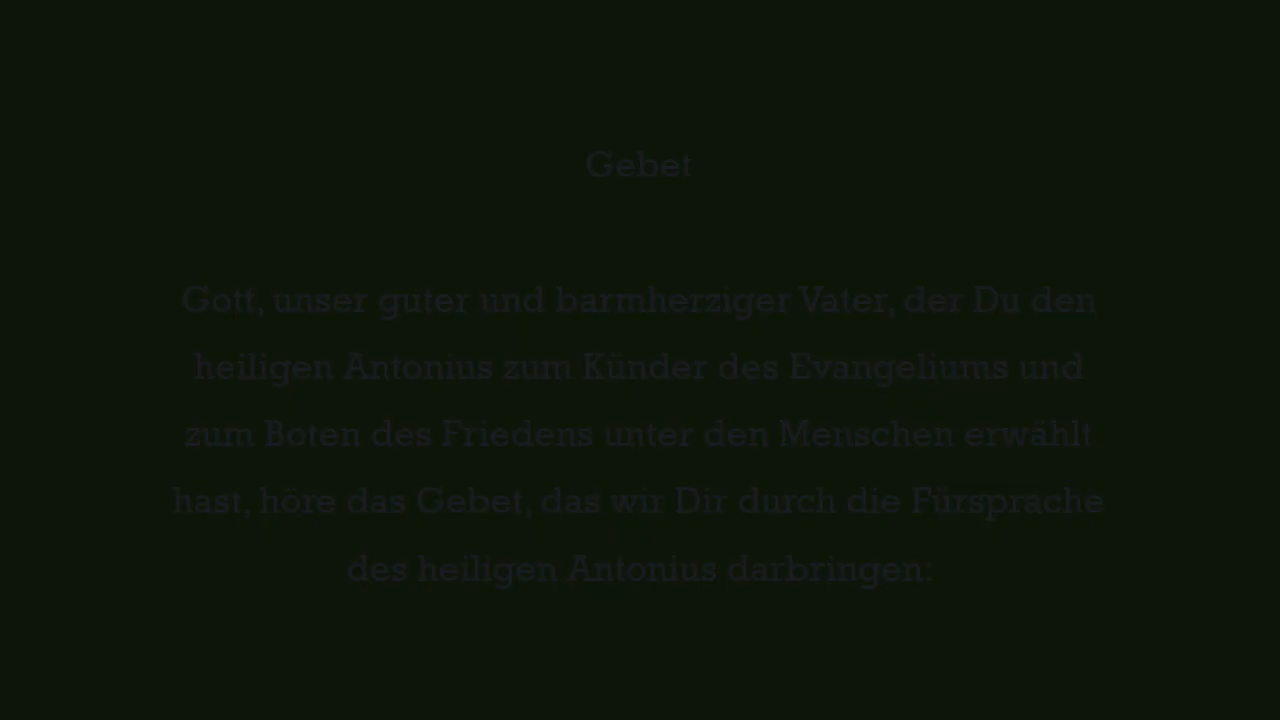 Gebet
Gott, unser guter und barmherziger Vater, der Du den
heiligen Antonius zum Künder des Evangeliums und
zum Boten des Friedens unter den Menschen erwählt
hast, höre das Gebet, das wir Dir durch die Fürsprache
des heiligen Antonius darbringen: